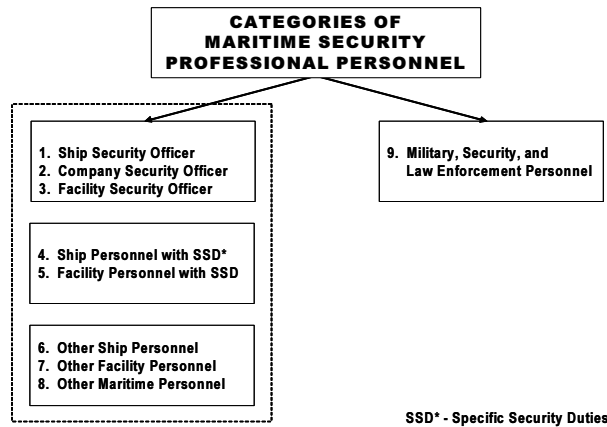 CATEGORIES OF
MARITIME SECURITY
PROFESSIONAL PERSONNEL
1. Ship Security Officer
2. Company Security Officer
3. Facility Security Officer
9. Military, Security, and
Law Enforcement Personnel
4. Ship Personnel with SSD*
5. Facility Personnel with SSD
6. Other Ship Personnel
7. Other Facility Personnel
8. Other Maritime Personnel
SSD* - Specific Security Duties